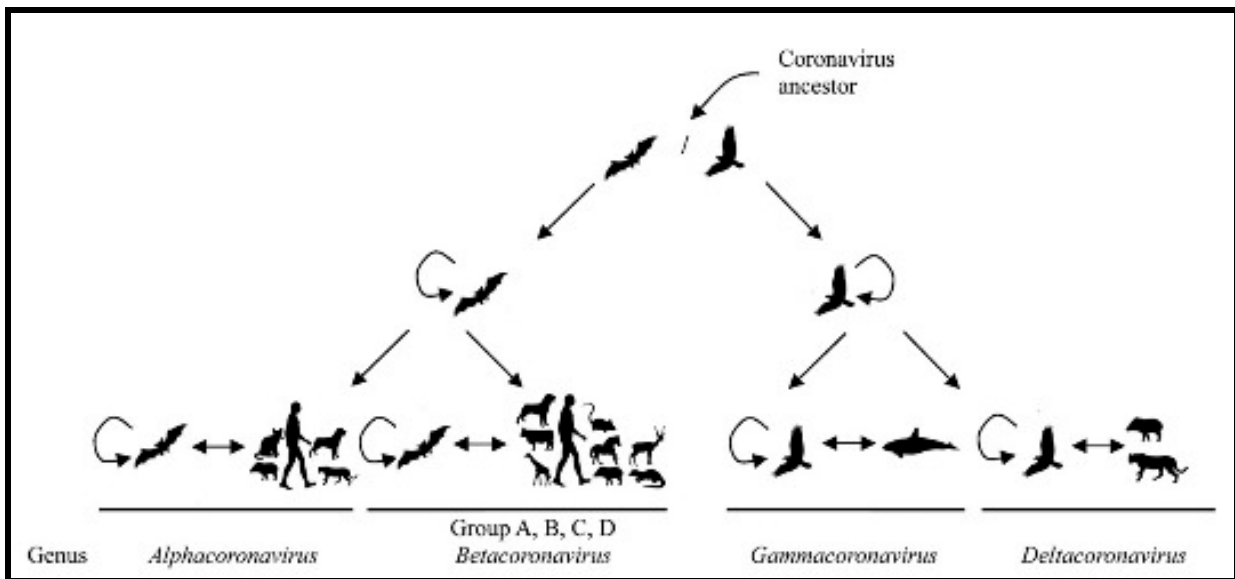 Coronavirus
ancestor
Group A, B, C, D
Genus Alphacoronavirus Betacoronavirus Gammacoronavirus Deltacoronavirus